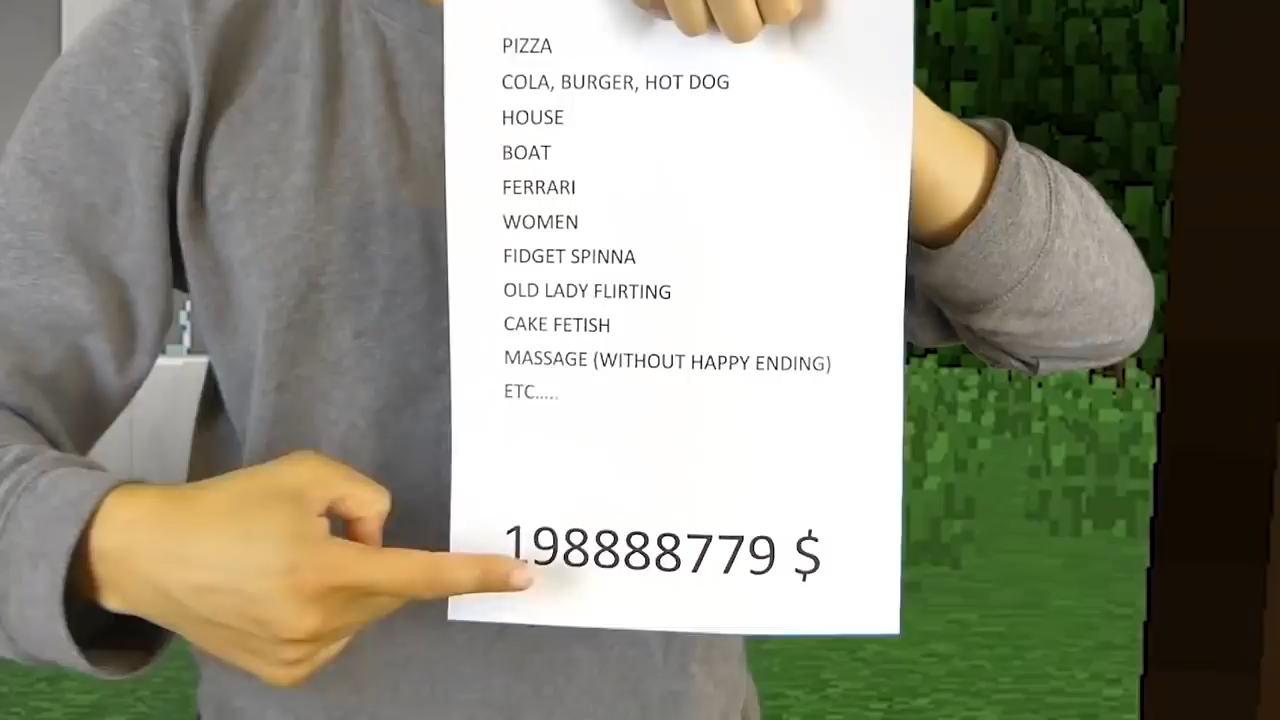 PIZZA
COLA, BURGER, HOT DOG
HOUSE
BOAT
FERRARI
WOMEN
FIDGET SPINNA
OLD LADY FLIRTING
CAKE FETISH
MASSAGE (WITHOUT HAPPY ENDING)
ETC.....
198888779 $